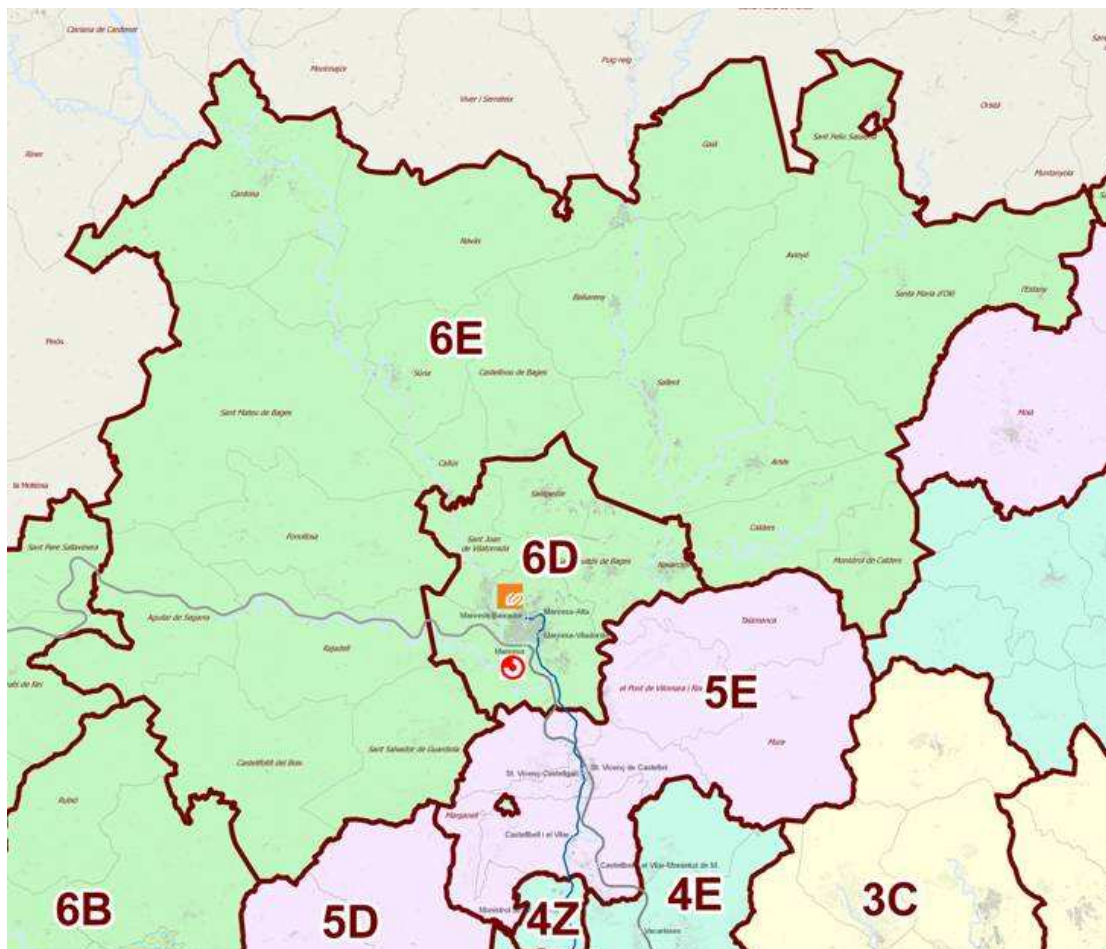 Clariana de Cardener
Montmajor
Puig-reig
Viver i Serrateix
Oristà
Gaià
Sant Feliu Sasserra
Riner
Muntanyola
Cardona
Navàs
Avinyó
Balsareny
Santa Maria d'Oló
l'Estany
6E
Pinós
Súria
Castellnou de Bages
Sallent
Sant Mateu de Bages
Moià
Callús
Artés
la Molsosa
Santpedor
Calders
Fonollosa
Sant Joan
de Vilatorrada
Sant Pere Sallavinera
6D
Navarcles
Monistrol de Calders
Manresa-Baixador
Manresa-Alta
Aguilar de Segarra
Manresa-Viladordis
Talamanca
Rajadell
Manresa
el Pont de Vilomara i
5E
Sant Salvador de Guardiola
Mura
Castellfollit del Boix
St. Vicenç de Castellet
St. Vicenç-Castellgalí
Rubió
Marganell
Castellbell i el Vilar
Castellbell i el Vilar-Monistrol de M.
6B
5D
4Z
4E
3C
Vacarisses